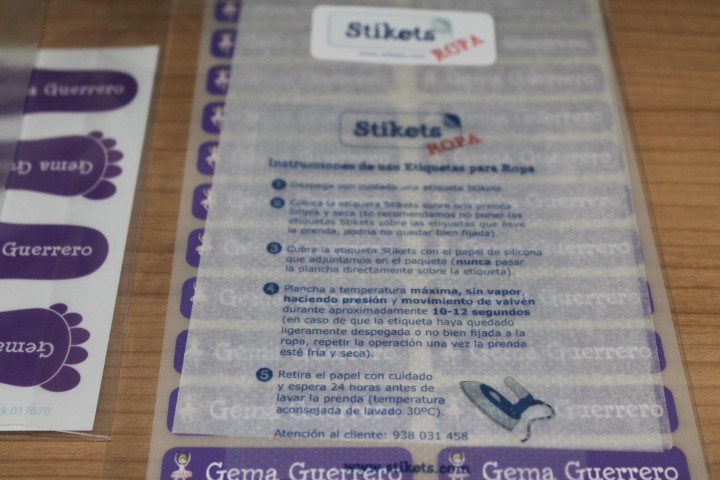 Stikets
ROPA
a Guerrero
Gema Gu
Guerrero
Gema
k.017670
Guerrero
Stikets
ROPA
Instrucciones de uso Etiquetas para Ropa
1 Despega con cuidado una etiqueta Stikets.
2 Coloca la etiqueta Stikets sobre una prenda
limpia y seca (te recomendamos no poner las
etiquetas Stikets sobre las etiquetas que lleve
la prenda, podría no quedar bien fijada).
3 Cubre la etiqueta Stikets con el papel de silicona
que adjuntamos en el paquete (nunca pasar
la plancha directamente sobre la etiqueta).
4 Plancha a temperatura máxima, sin vapor,
haciendo presión y movimiento de vaivén
durante aproximadamente 10-12 segundos
(en caso de que la etiqueta haya quedado
ligeramente despegada o no bien fijada a la
ropa, repetir la operación una vez la prenda
esté fría y seca).
5 Retira el papel con cuidado
y espera 24 horas antes de
lavar la prenda (temperatura
aconsejada de lavado 30ºC).
Atención al cliente: 938 031 458
www.stikets.com
Gema Guerrero
Gema Guerrero